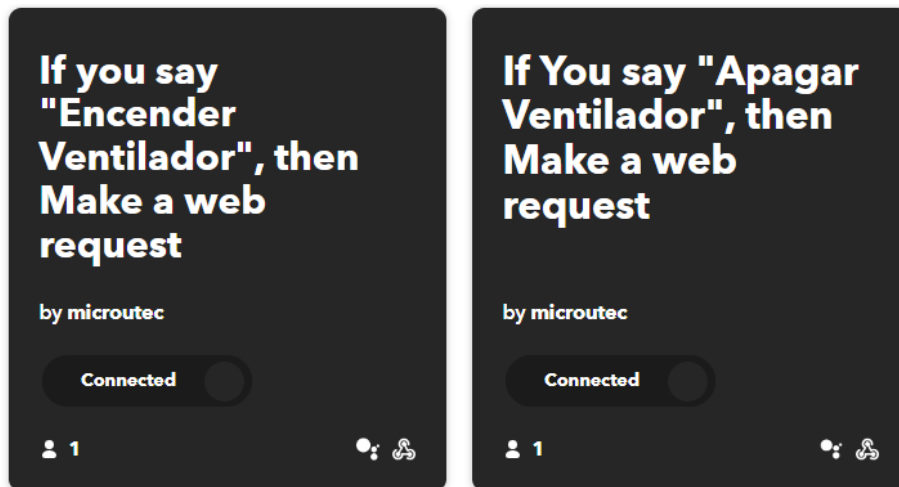 If you say
"Encender
Ventilador", then
Make a web
request
by microutec
Connected
1
If You say "Apagar
Ventilador", then
Make a web
request
by microutec
Connected
1